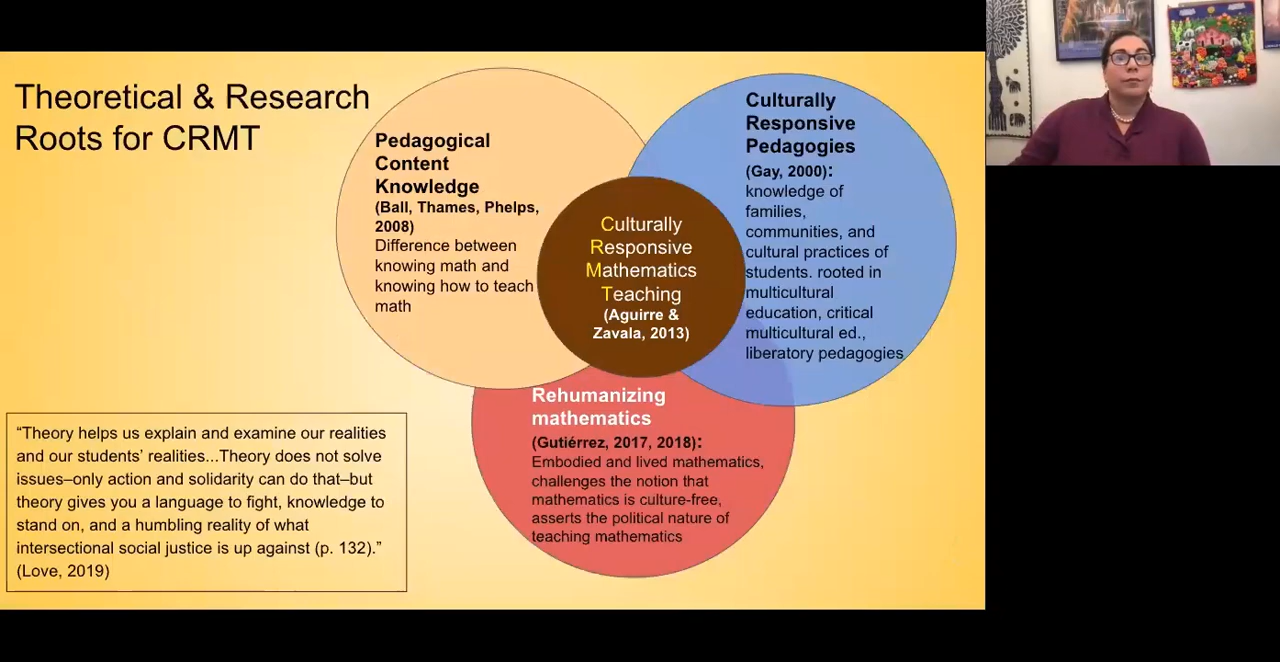 Theoretical & Research
Roots for CRMT
Pedagogical
Content
Knowledge
(Ball, Thames, Phelps,
2008)
Difference between
knowing math and
knowing how to teach
math
Culturally
Responsive
Pedagogies
(Gay, 2000):
knowledge of
families,
communities, and
cultural practices of
students. rooted in
multicultural
education, critical
multicultural ed.,
liberatory pedagogies
Culturally
Responsive
Mathematics
Teaching
(Aguirre &
Zavala, 2013)
Rehumanizing
mathematics
(Gutiérrez, 2017, 2018):
Embodied and lived mathematics,
challenges the notion that
mathematics is culture-free,
asserts the political nature of
teaching mathematics
“Theory helps us explain and examine our realities
and our students’ realities...Theory does not solve
issues–only action and solidarity can do that–but
theory gives you a language to fight, knowledge to
stand on, and a humbling reality of what
intersectional social justice is up against (p. 132).”
(Love, 2019)